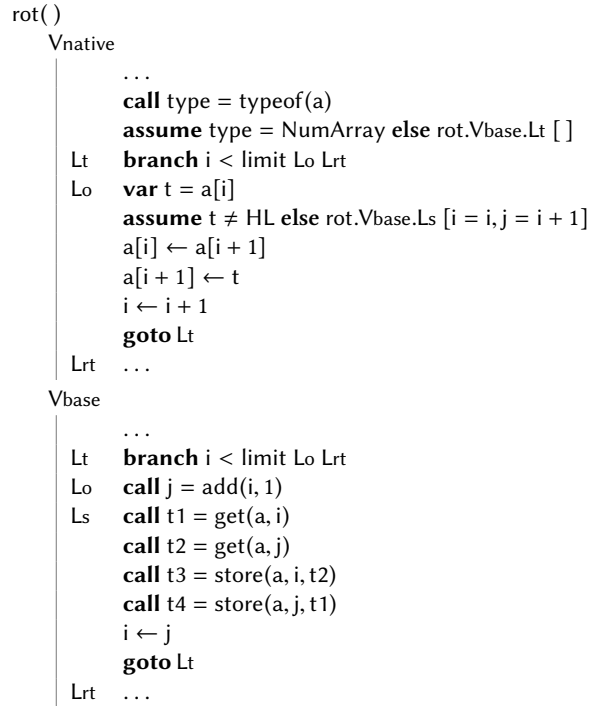 rot( )
Vnative
. . .
call type = typeof(a)
assume type = NumArray else rot.Vbase.Lt [ ]
Lt branch i < limit Lo Lrt
Lo var t = a[i]
assume t ≠ HL else rot.Vbase.Ls [i = i, j = i + 1]
a[i] ← a[i + 1]
a[i + 1] ← t
i ← i + 1
goto Lt
Lrt . . .
Vbase
. . .
Lt branch i < limit Lo Lrt
Lo call j = add(i, 1)
Ls call t1 = get(a, i)
call t2 = get(a, j)
call t3 = store(a, i, t2)
call t4 = store(a, j, t1)
i ← j
goto Lt
Lrt . . .